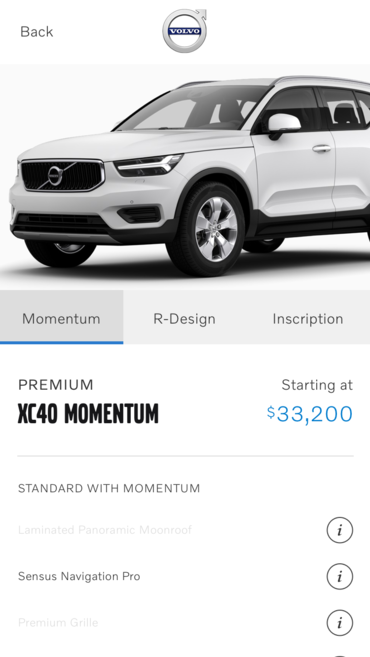 Back
VOLVO
Momentum
R-Design
Inscription
PREMIUM
Starting at
XC40 MOMENTUM
$33,200
STANDARD WITH MOMENTUM
Laminated Panoramic Moonroof
i
Sensus Navigation Pro
i
Premium Grille
i